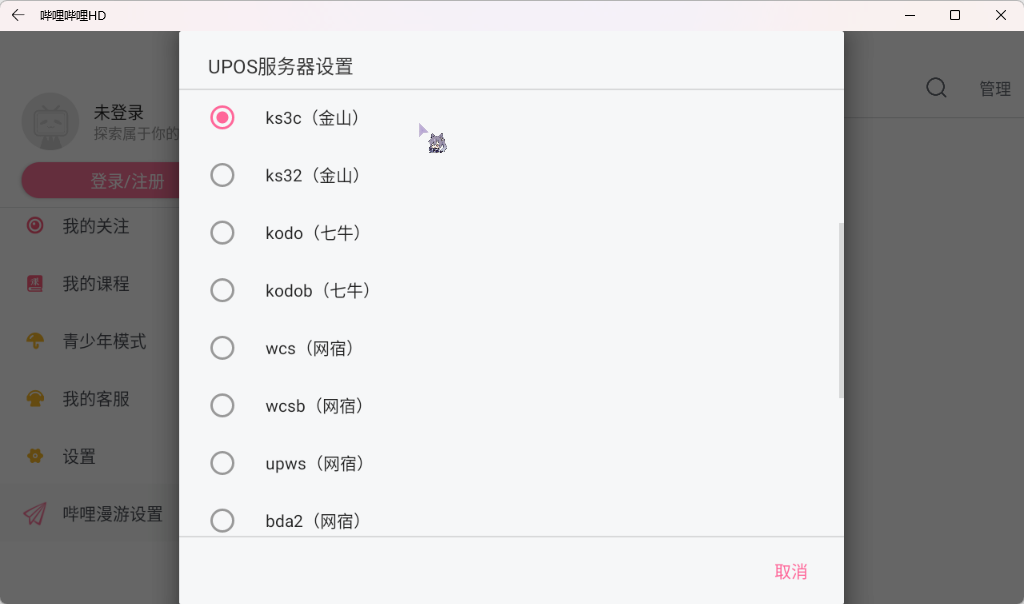 哔哩哔哩HD
UPOS服务器设置
管理
未登录
探索属于你的
登录/注册
我的关注
我的课程
青少年模式
我的客服
设置
哔哩漫游设置
ks3c（金山）
ks32（金山）
kodo（七牛）
kodob（七牛）
wcs（网宿）
wcsb（网宿）
upws（网宿）
bda2（网宿）
取消